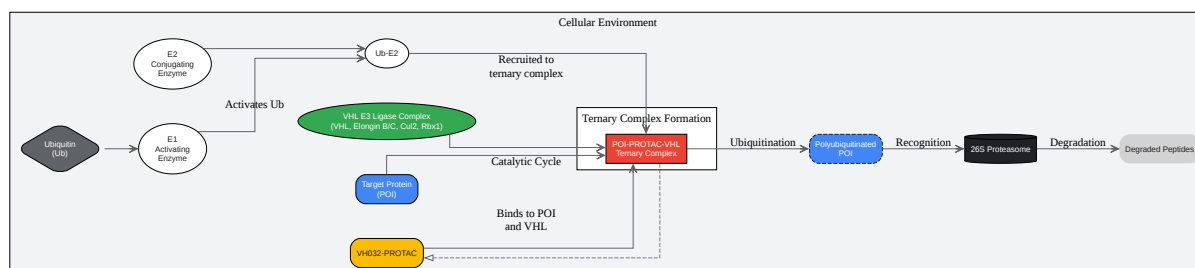 Cellular Environment
E2
Conjugating
Enzyme
Ub-E2
Recruited to
ternary complex
Activates Ub
VHL E3 Ligase Complex
(VHL, Elongin B/C, Cul2, Rbx1)
Ternary Complex Formation
Ubiquitin
(Ub)
E1
Activating
Enzyme
POI-PROTAC-VHL
Ternary Complex
Ubiquitination
Polyubiquitinated
POI
Recognition
26S Proteasome
Degradation
Degraded Peptides
Catalytic Cycle
Target Protein
(POI)
Binds to POI
and VHL
VH032-PROTAC